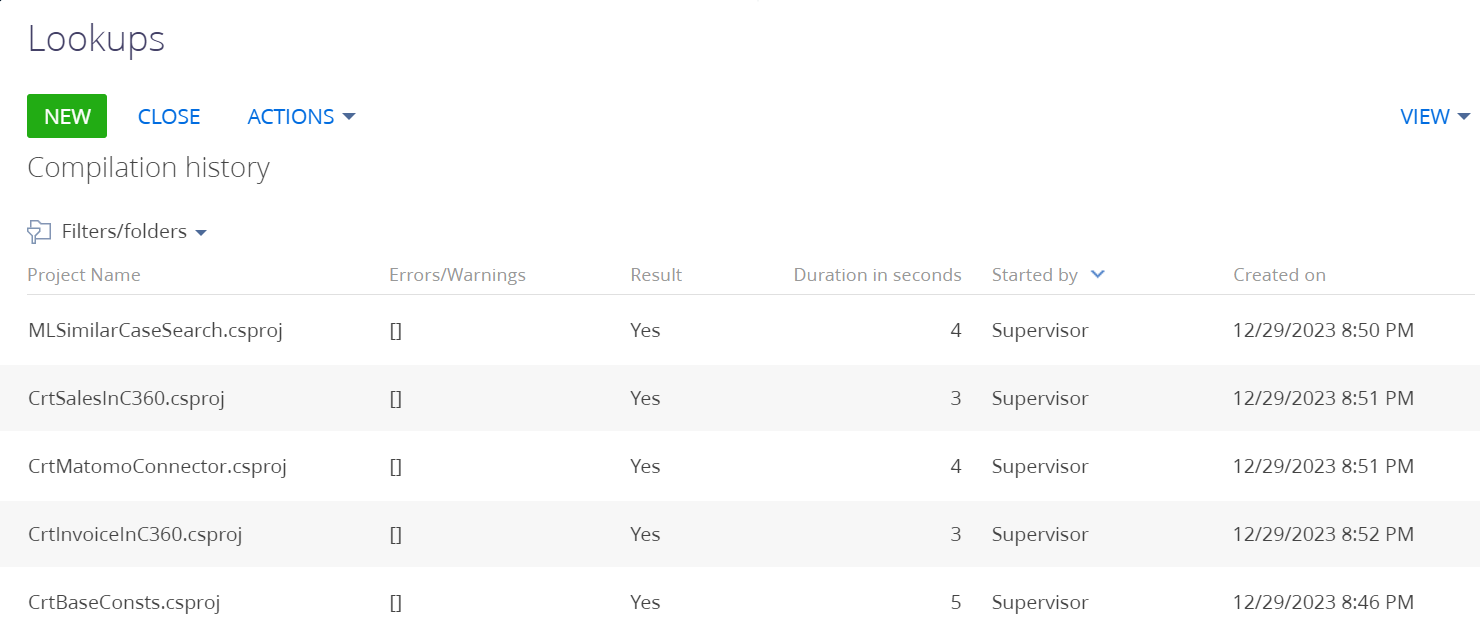 Lookups
NEW CLOSE ACTIONS VIEW
Compilation history
Filters/folders
Project Name Errors/Warnings Result Duration in seconds Started by Created on
MLSimilarCaseSearch.csproj [] Yes 4 Supervisor 12/29/2023 8:50 PM
CrtSalesInC360.csproj [] Yes 3 Supervisor 12/29/2023 8:51 PM
CrtMatomoConnector.csproj [] Yes 4 Supervisor 12/29/2023 8:51 PM
CrtInvoiceInC360.csproj [] Yes 3 Supervisor 12/29/2023 8:52 PM
CrtBaseConsts.csproj [] Yes 5 Supervisor 12/29/2023 8:46 PM